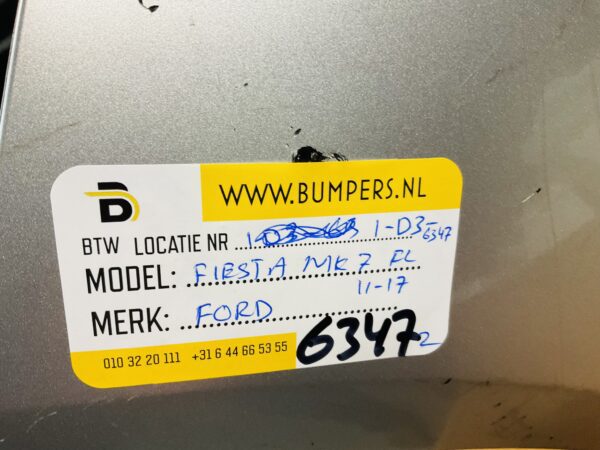 WWW.BUMPERS.NL
BTW LOCATIE NR 1-D3-6347
MODEL: FIESTA MK7 FL
11-17
MERK: FORD
010 32 20 111 +31 6 44 66 53 55
6347 2